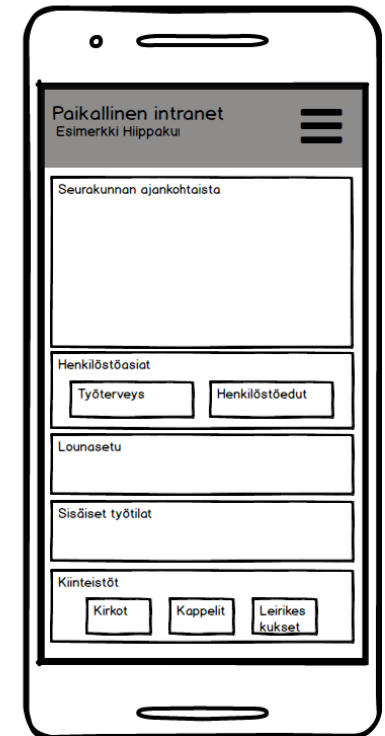 Paikallinen intranet
Esimerkki Hiippakui
Seurakunnan ajankohtaista
Henkilöstöasiat
Työterveys Henkilöstöedut
Lounasetu
Sisäiset työtilat
Kiinteistöt
Kirkot Kappelit Leirikes
kukset